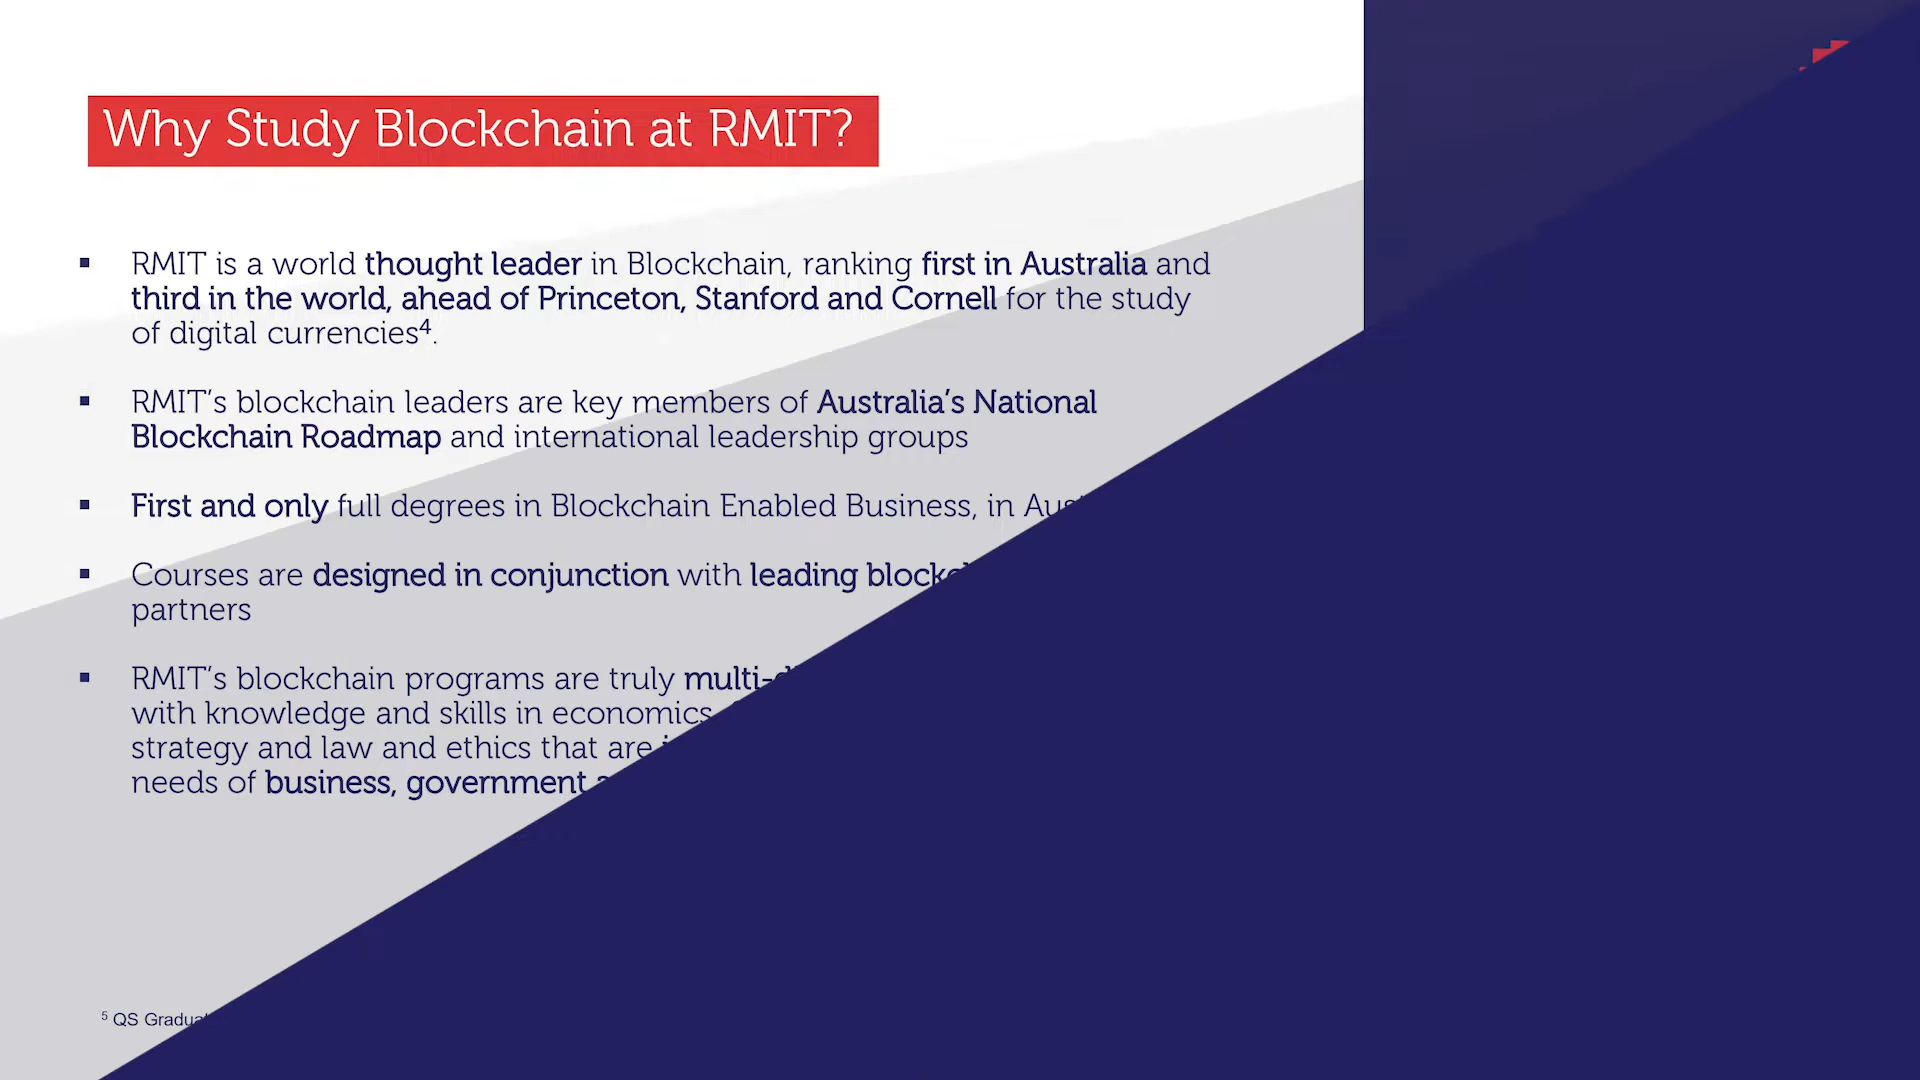 Why Study Blockchain at RMIT?
▪ RMIT is a world thought leader in Blockchain, ranking first in Australia and
third in the world, ahead of Princeton, Stanford and Cornell for the study
of digital currencies⁴.
▪ RMIT’s blockchain leaders are key members of Australia’s National
Blockchain Roadmap and international leadership groups
▪ First and only full degrees in Blockchain Enabled Business, in
▪ Courses are designed in conjunction with leading
partners
▪ RMIT’s blockchain programs are truly
with knowledge and skills in economics,
strategy and law and ethics that are
needs of business, government
⁵ QS